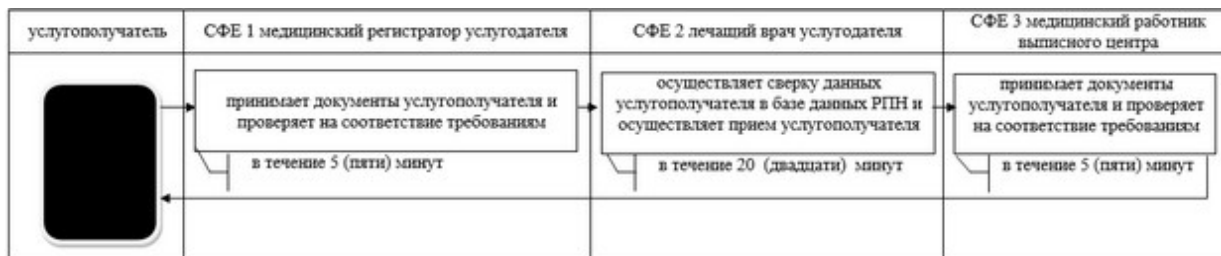 услугополучатель
СФЕ 1 медицинский регистратор услугодателя
СФЕ 2 лечащий врач услугодателя
СФЕ 3 медицинский работник
выписного центра
принимает документы услугополучателя и
проверяет на соответствие требованиям
в течение 5 (пяти) минут
осуществляет сверку данных
услугополучателя в базе данных РПН и
осуществляет прием услугополучателя
в течение 20 (двадцати) минут
принимает документы
услугополучателя и проверяет
на соответствие требованиям
в течение 5 (пяти) минут